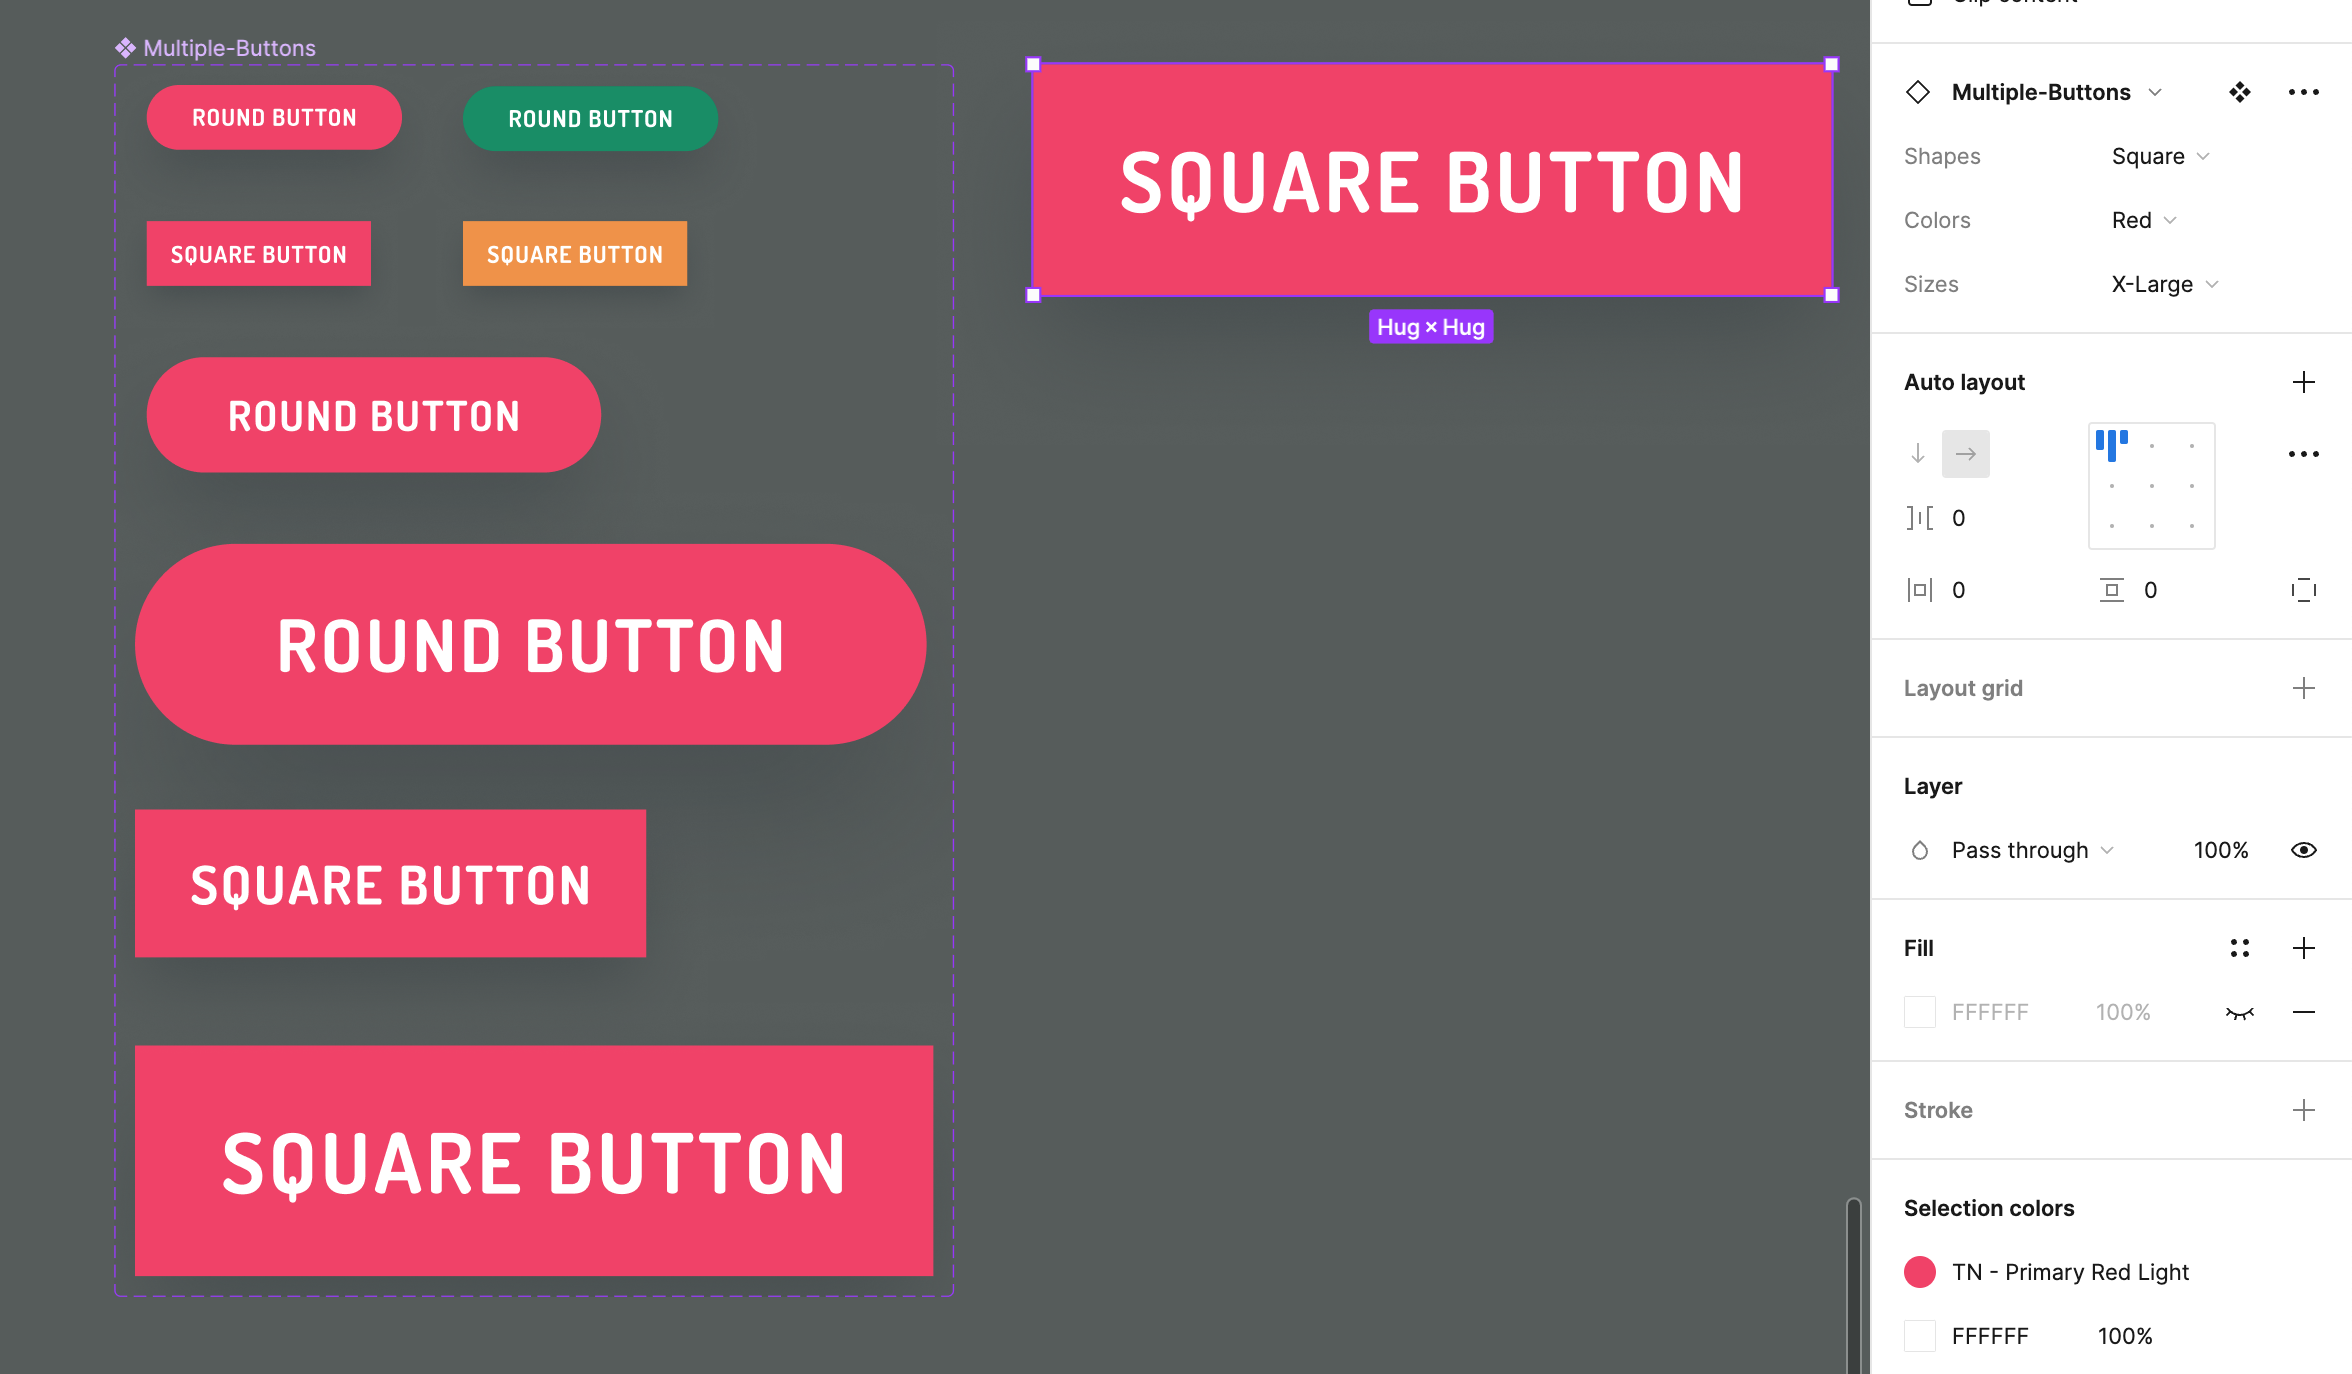 Multiple-Buttons
ROUND BUTTON
ROUND BUTTON
SQUARE BUTTON
SQUARE BUTTON
ROUND BUTTON
ROUND BUTTON
SQUARE BUTTON
SQUARE BUTTON
SQUARE BUTTON
Hug × Hug
Clip content
Multiple-Buttons
Shapes Square
Colors Red
Sizes X-Large
Auto layout
0
0 0
Layout grid
Layer
Pass through 100%
Fill
FFFFFF 100%
Stroke
Selection colors
TN - Primary Red Light
FFFFFF 100%